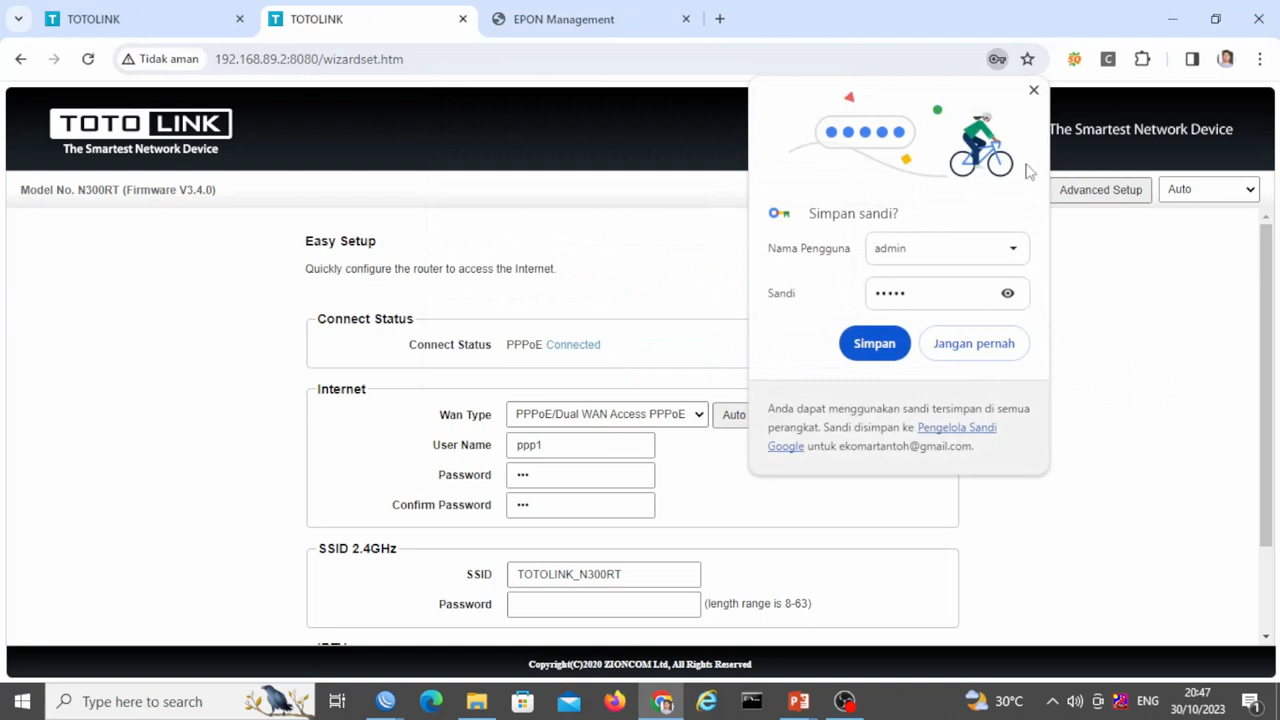 TOTOLINK
TOTOLINK
EPON Management
Tidak aman
192.168.89.2:8080/wizardset.htm
TOTO LINK
The Smartest Network Device
The Smartest Network Device
Model No. N300RT (Firmware V3.4.0)
Advanced Setup
Auto
Easy Setup
Quickly configure the router to access the Internet.
Connect Status
Connect Status PPPoE Connected
Internet
Wan Type PPPoE/Dual WAN Access PPPoE Auto
User Name ppp1
Password •••
Confirm Password •••
SSID 2.4GHz
SSID TOTOLINK_N300RT
Password (length range is 8-63)
Simpan sandi?
Nama Pengguna admin
Sandi •••••
Simpan
Jangan pernah
Anda dapat menggunakan sandi tersimpan di semua
perangkat. Sandi disimpan ke Pengelola Sandi
Google untuk ekomartantoh@gmail.com.
Copyright(C)2020 ZIONCOM Ltd, All Rights Reserved
Type here to search
30°C
ENG
20:47
30/10/2023
1